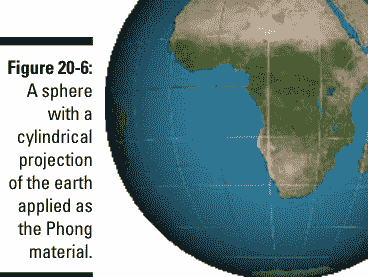 Figure 20-6:
A sphere
with a
cylindrical
projection
of the earth
applied as
the Phong
material.